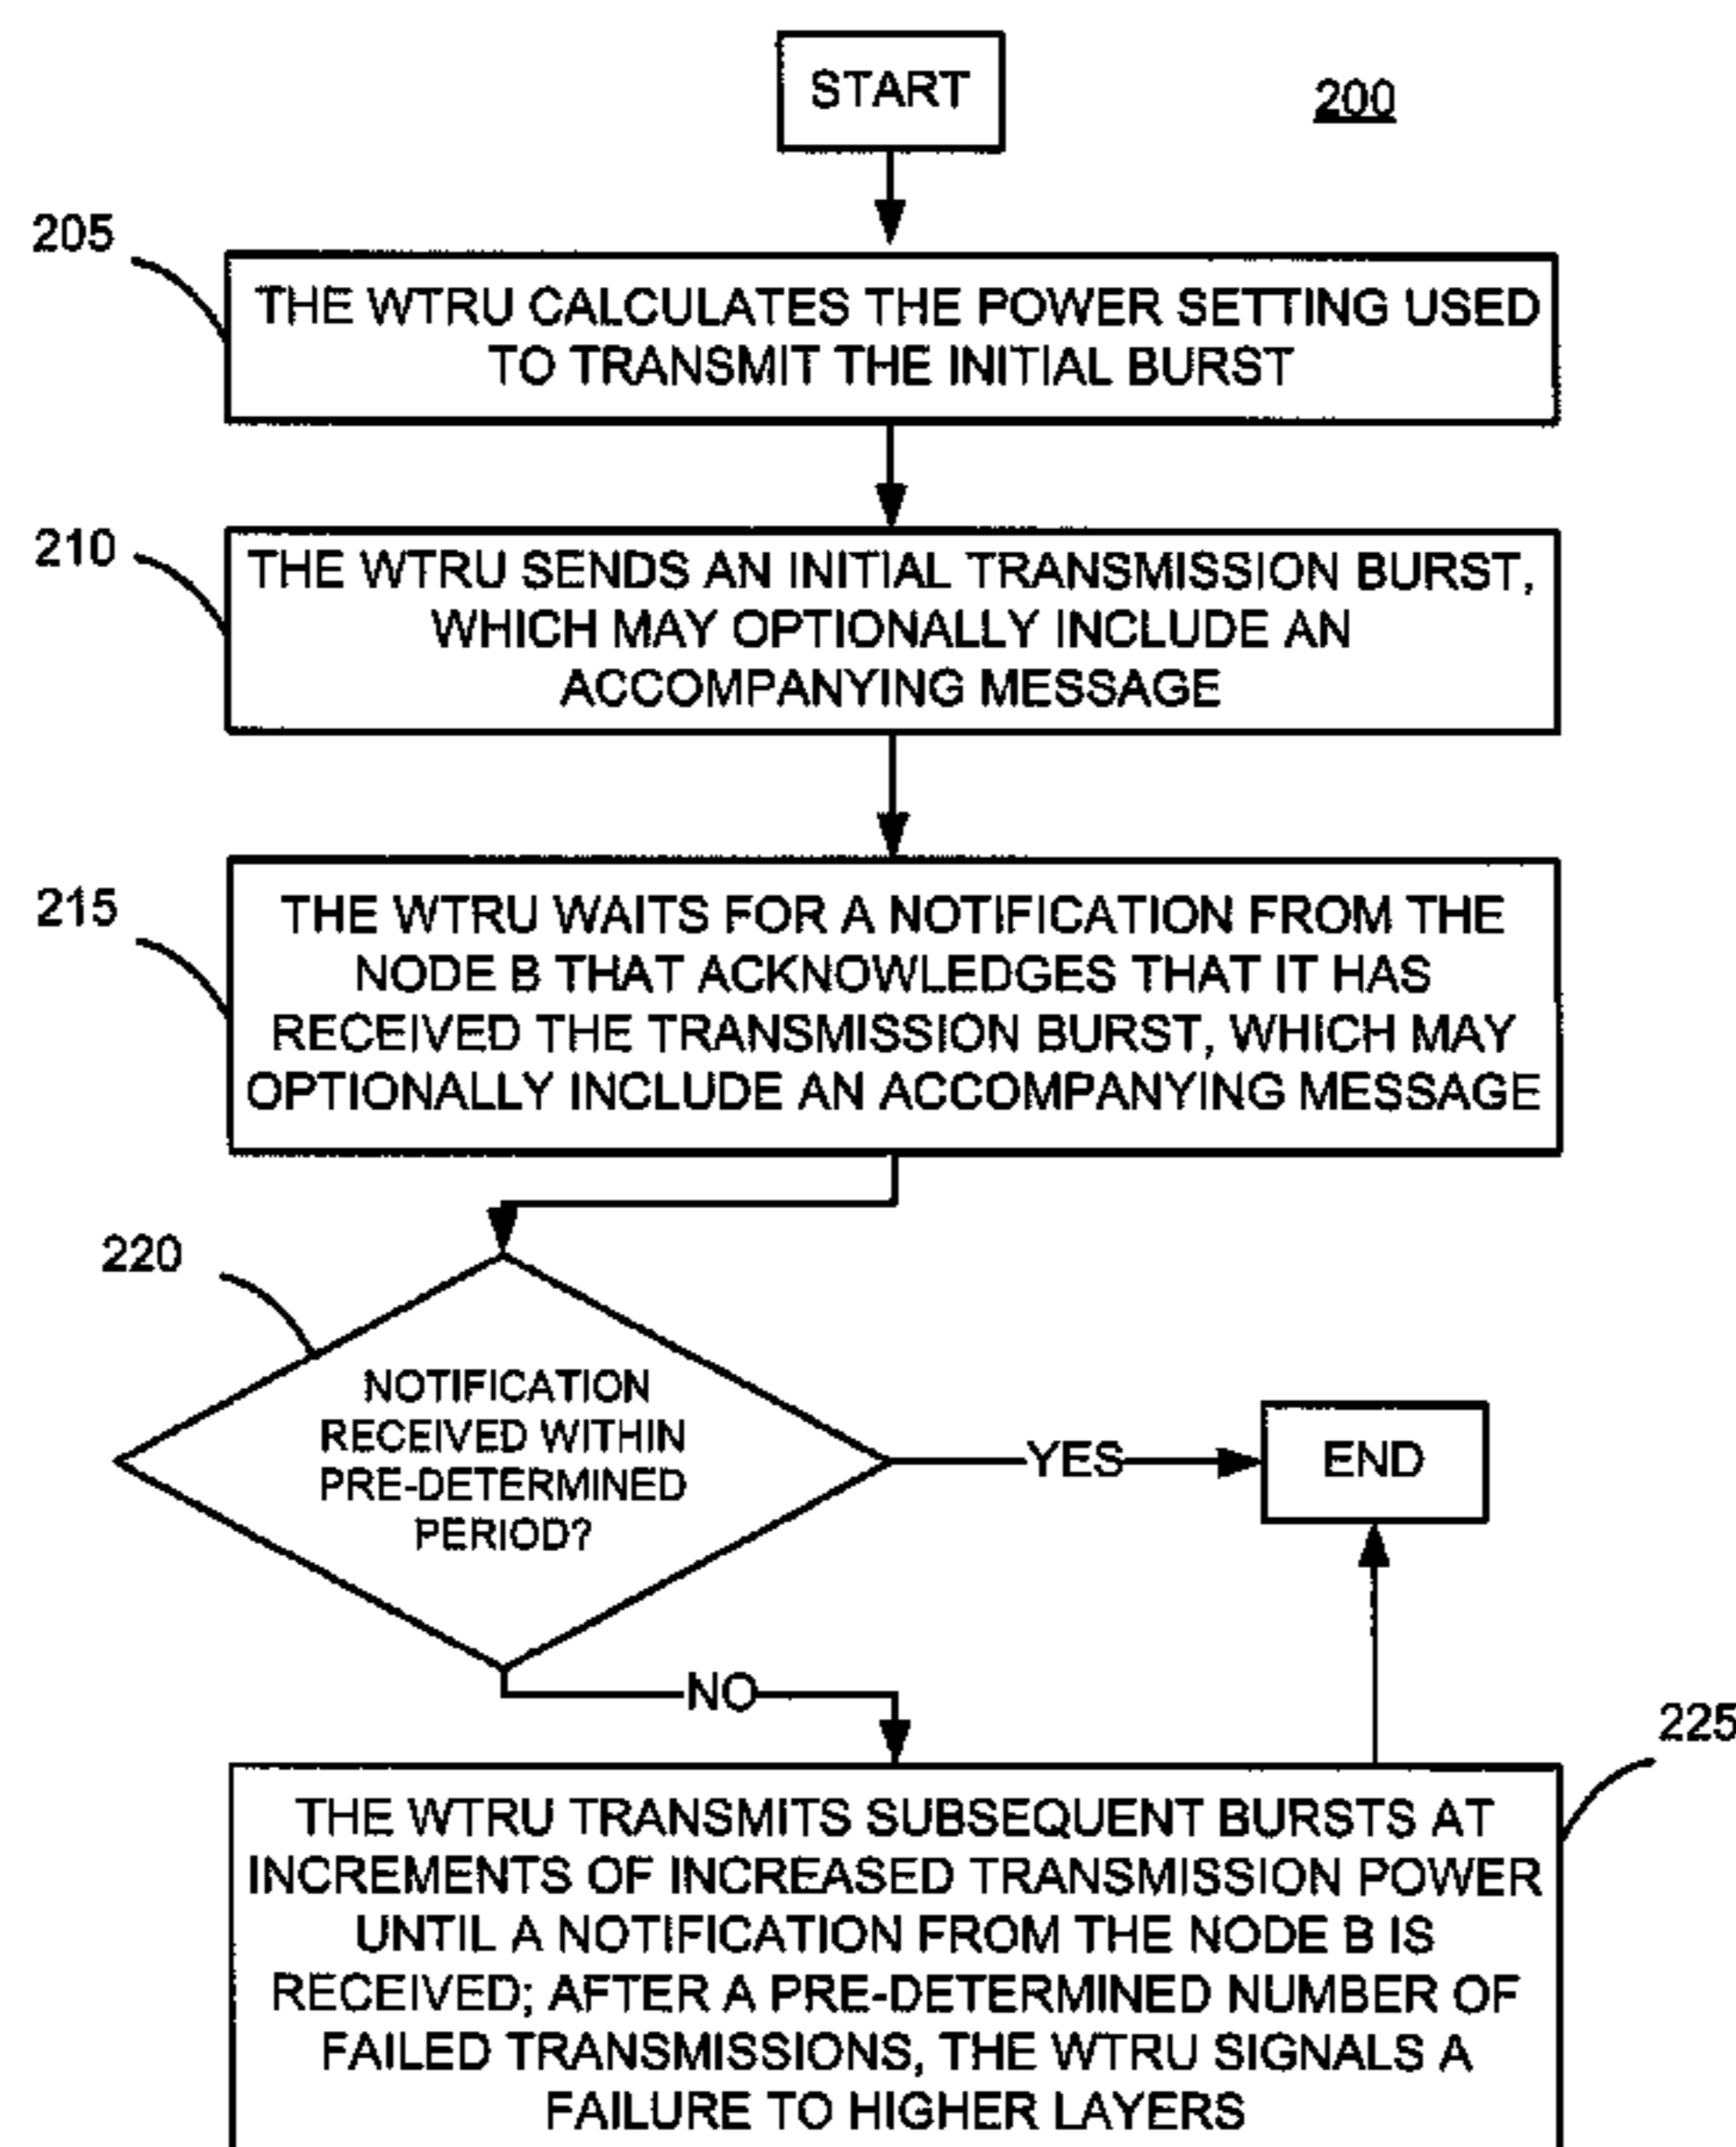 START
200
205
THE WTRU CALCULATES THE POWER SETTING USED
TO TRANSMIT THE INITIAL BURST
210
THE WTRU SENDS AN INITIAL TRANSMISSION BURST,
WHICH MAY OPTIONALLY INCLUDE AN
ACCOMPANYING MESSAGE
215
THE WTRU WAITS FOR A NOTIFICATION FROM THE
NODE B THAT ACKNOWLEDGES THAT IT HAS
RECEIVED THE TRANSMISSION BURST, WHICH MAY
OPTIONALLY INCLUDE AN ACCOMPANYING MESSAGE
220
NOTIFICATION
RECEIVED WITHIN
PRE-DETERMINED
PERIOD?
YES
END
NO
225
THE WTRU TRANSMITS SUBSEQUENT BURSTS AT
INCREMENTS OF INCREASED TRANSMISSION POWER
UNTIL A NOTIFICATION FROM THE NODE B IS
RECEIVED; AFTER A PRE-DETERMINED NUMBER OF
FAILED TRANSMISSIONS, THE WTRU SIGNALS A
FAILURE TO HIGHER LAYERS